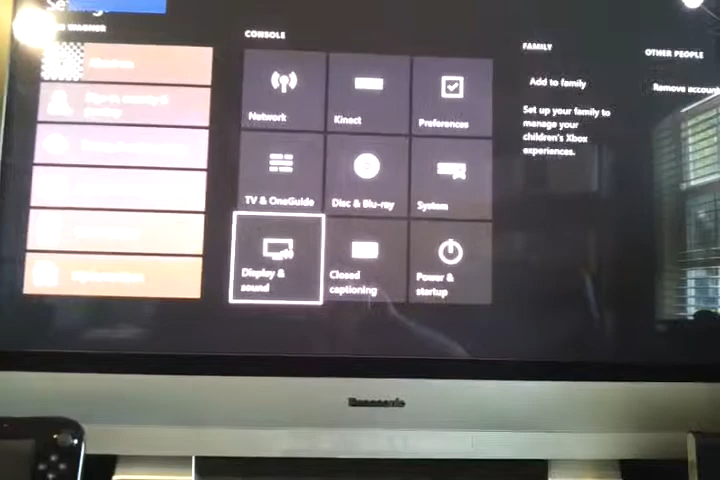 CONSOLE
FAMILY
OTHER PEOPLE
Network
Kinect
Preferences
Add to family
Remove account
Set up your family to
manage your
children's Xbox
experiences.
TV & OneGuide
Disc & Blu-ray
System
Display &
sound
Closed
captioning
Power &
startup
Panasonic